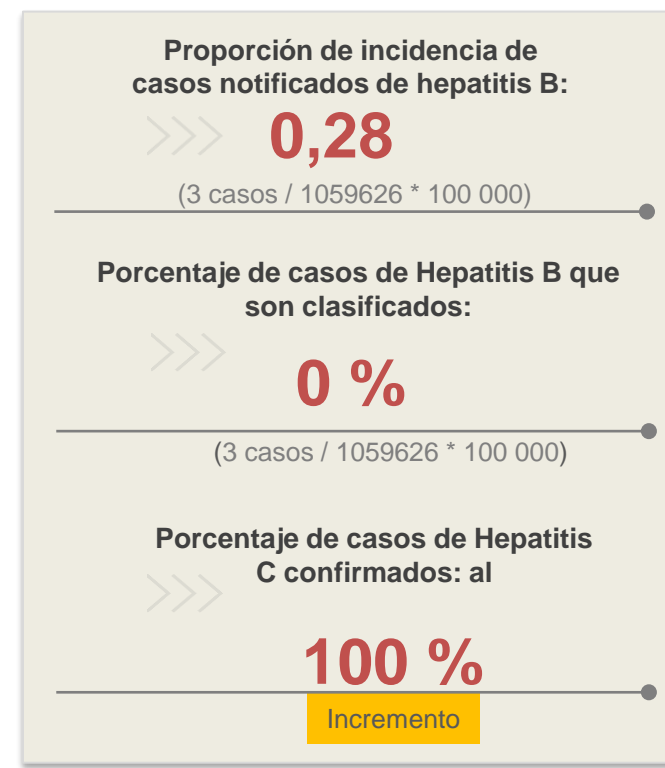 Proporción de incidencia de
casos notificados de hepatitis B:
0,28
(3 casos / 1059626 * 100 000)
Porcentaje de casos de Hepatitis B que
son clasificados:
0 %
(3 casos / 1059626 * 100 000)
Porcentaje de casos de Hepatitis
C confirmados: al
100 %
Incremento